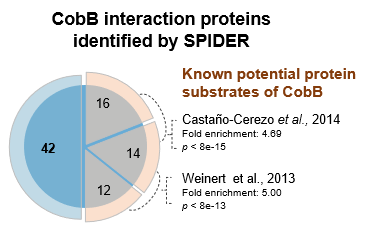 CobB interaction proteins
identified by SPIDER
Known potential protein
substrates of CobB
16
42
14
12
Castaño-Cerezo et al., 2014
Fold enrichment: 4.69
p < 8e-15
Weinert et al., 2013
Fold enrichment: 5.00
p < 8e-13